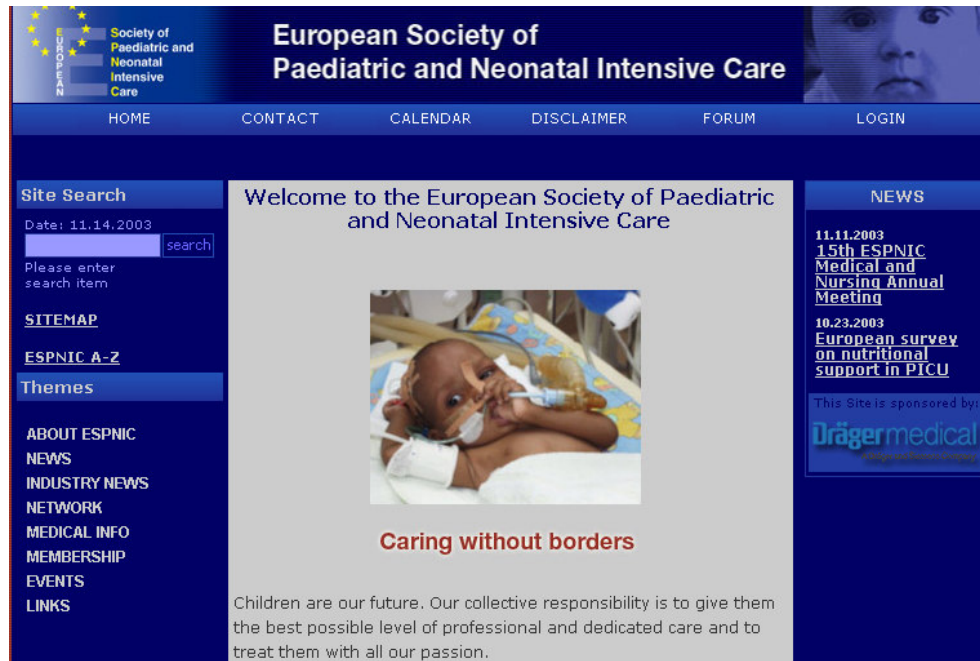 EUROPEAN
Society of
Paediatric and
Neonatal
Intensive
Care
European Society of
Paediatric and Neonatal Intensive Care
HOME CONTACT CALENDAR DISCLAIMER FORUM LOGIN
Site Search
Date: 11.14.2003
search
Please enter
search item
SITEMAP
ESPNIC A-Z
Themes
ABOUT ESPNIC
NEWS
INDUSTRY NEWS
NETWORK
MEDICAL INFO
MEMBERSHIP
EVENTS
LINKS
Welcome to the European Society of Paediatric
and Neonatal Intensive Care
Caring without borders
Children are our future. Our collective responsibility is to give them
the best possible level of professional and dedicated care and to
treat them with all our passion.
NEWS
11.11.2003
15th ESPNIC
Medical and
Nursing Annual
Meeting
10.23.2003
European survey
on nutritional
support in PICU
This Site is sponsored by:
Drägermedical